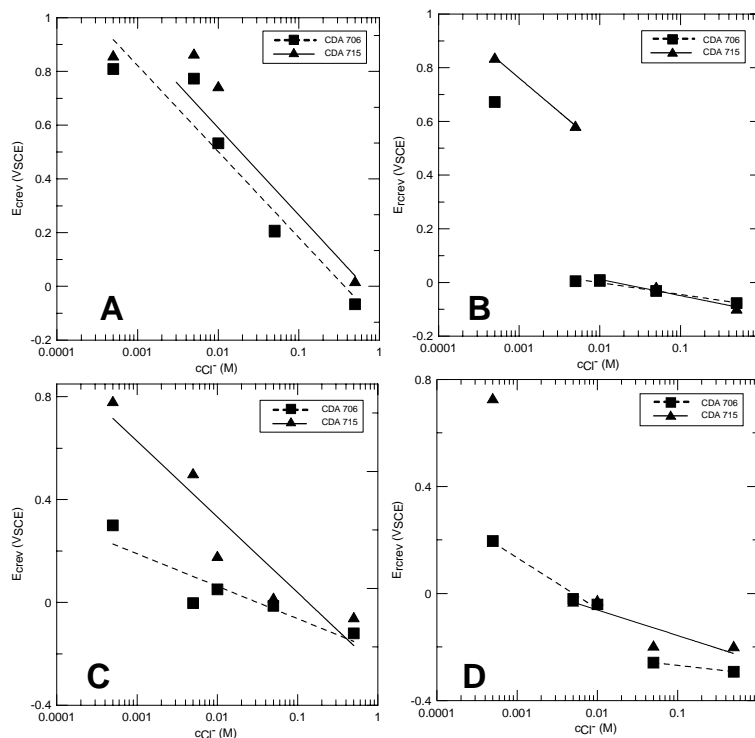 1
CDA 706
CDA 715
0.8
0.6
0.4
0.2
0
-0.2
Ecrev (VSCE)
A
0.0001 0.001 0.01 0.1 1
cCl- (M)
1
CDA 706
CDA 715
0.8
0.6
0.4
0.2
0
-0.2
Ercrev (VSCE)
B
0.0001 0.001 0.01 0.1
cCl- (M)
0.8
CDA 706
CDA 715
0.4
0
-0.4
Ecrev (VSCE)
C
0.0001 0.001 0.01 0.1 1
cCl- (M)
0.8
CDA 706
CDA 715
0.4
0
-0.4
Ercrev (VSCE)
D
0.0001 0.001 0.01 0.1
cCl- (M)